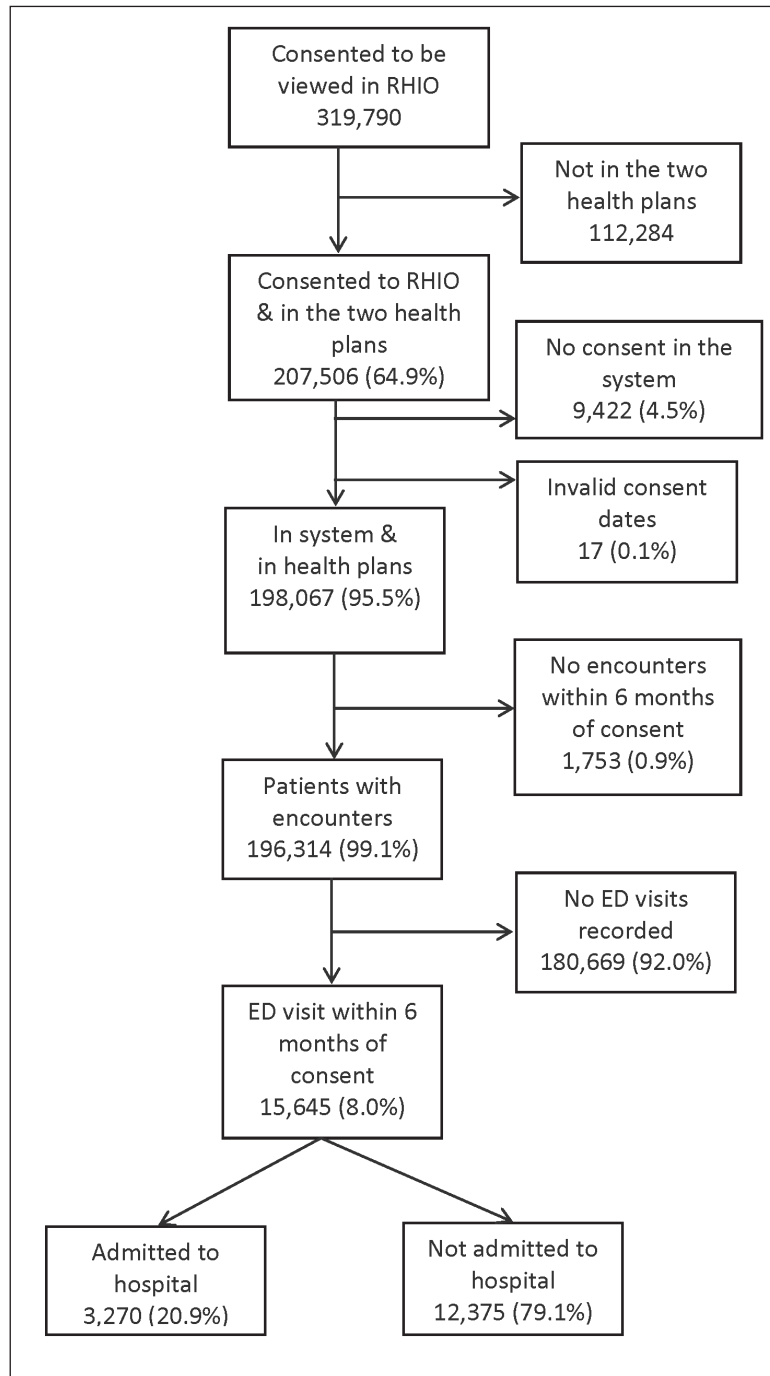 Consented to be
viewed in RHIO
319,790
Not in the two
health plans
112,284
Consented to RHIO
& in the two health
plans
207,506 (64.9%)
No consent in the
system
9,422 (4.5%)
Invalid consent
dates
17 (0.1%)
In system &
in health plans
198,067 (95.5%)
No encounters
within 6 months
of consent
1,753 (0.9%)
Patients with
encounters
196,314 (99.1%)
No ED visits
recorded
180,669 (92.0%)
ED visit within 6
months of
consent
15,645 (8.0%)
Admitted to
hospital
3,270 (20.9%)
Not admitted to
hospital
12,375 (79.1%)